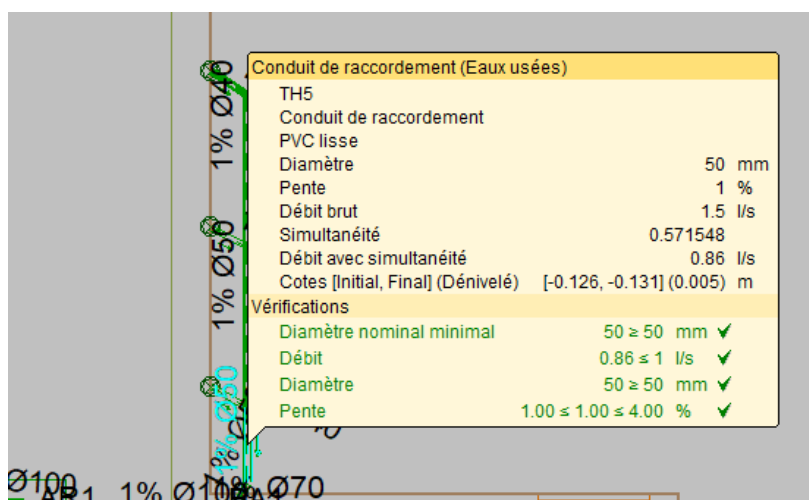 Conduit de raccordement (Eaux usées)
TH5
Conduit de raccordement
PVC lisse
Diamètre 50 mm
Pente 1 %
Débit brut 1.5 l/s
Simultanéité 0.571548
Débit avec simultanéité 0.86 l/s
Cotes [Initial, Final] (Dénivelé) [-0.126, -0.131] (0.005) m
Vérifications
Diamètre nominal minimal 50 ≥ 50 mm ✔
Débit 0.86 ≤ 1 l/s ✔
Diamètre 50 ≥ 50 mm ✔
Pente 1.00 ≤ 1.00 ≤ 4.00 % ✔
1% Ø40
1% Ø50
1% Ø50
Ø100
1%
Ø70